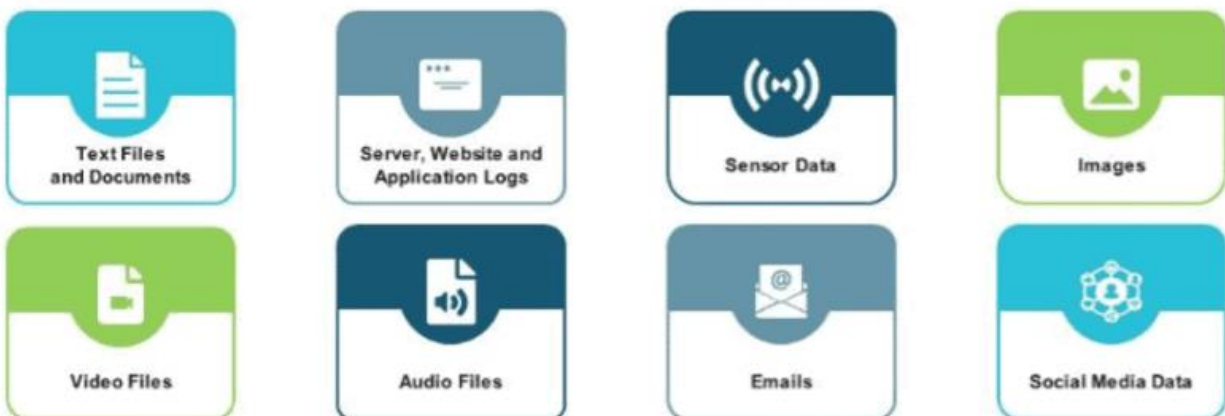 Text Files
and Documents
Server, Website and
Application Logs
Sensor Data
Images
Video Files
Audio Files
@
Emails
Social Media Data